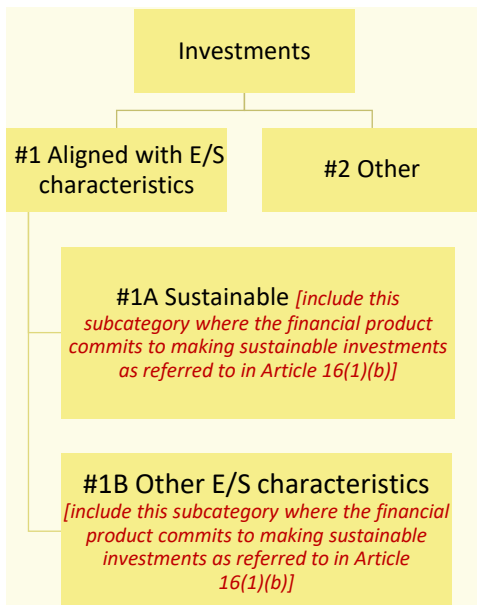 Investments
#1 Aligned with E/S
characteristics
#2 Other
#1A Sustainable [include this
subcategory where the financial product
commits to making sustainable investments
as referred to in Article 16(1)(b)]
#1B Other E/S characteristics
[include this subcategory where the financial
product commits to making sustainable
investments as referred to in Article
16(1)(b)]